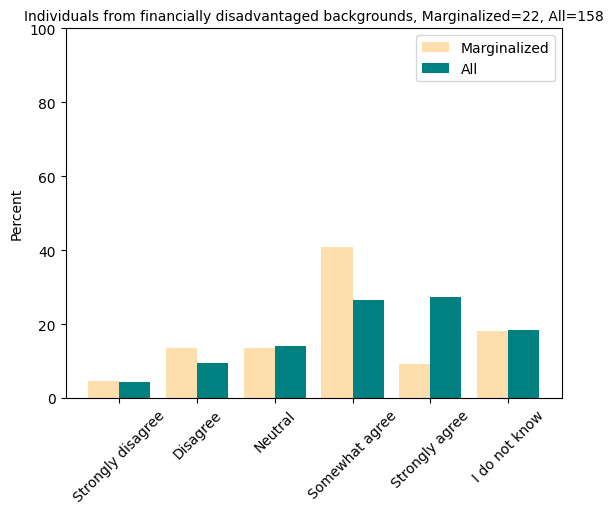 Individuals from financially disadvantaged backgrounds, Marginalized=22, All=158
Marginalized
All
Percent
100
80
60
40
20
0
Strongly disagree
Disagree
Neutral
Somewhat agree
Strongly agree
I do not know